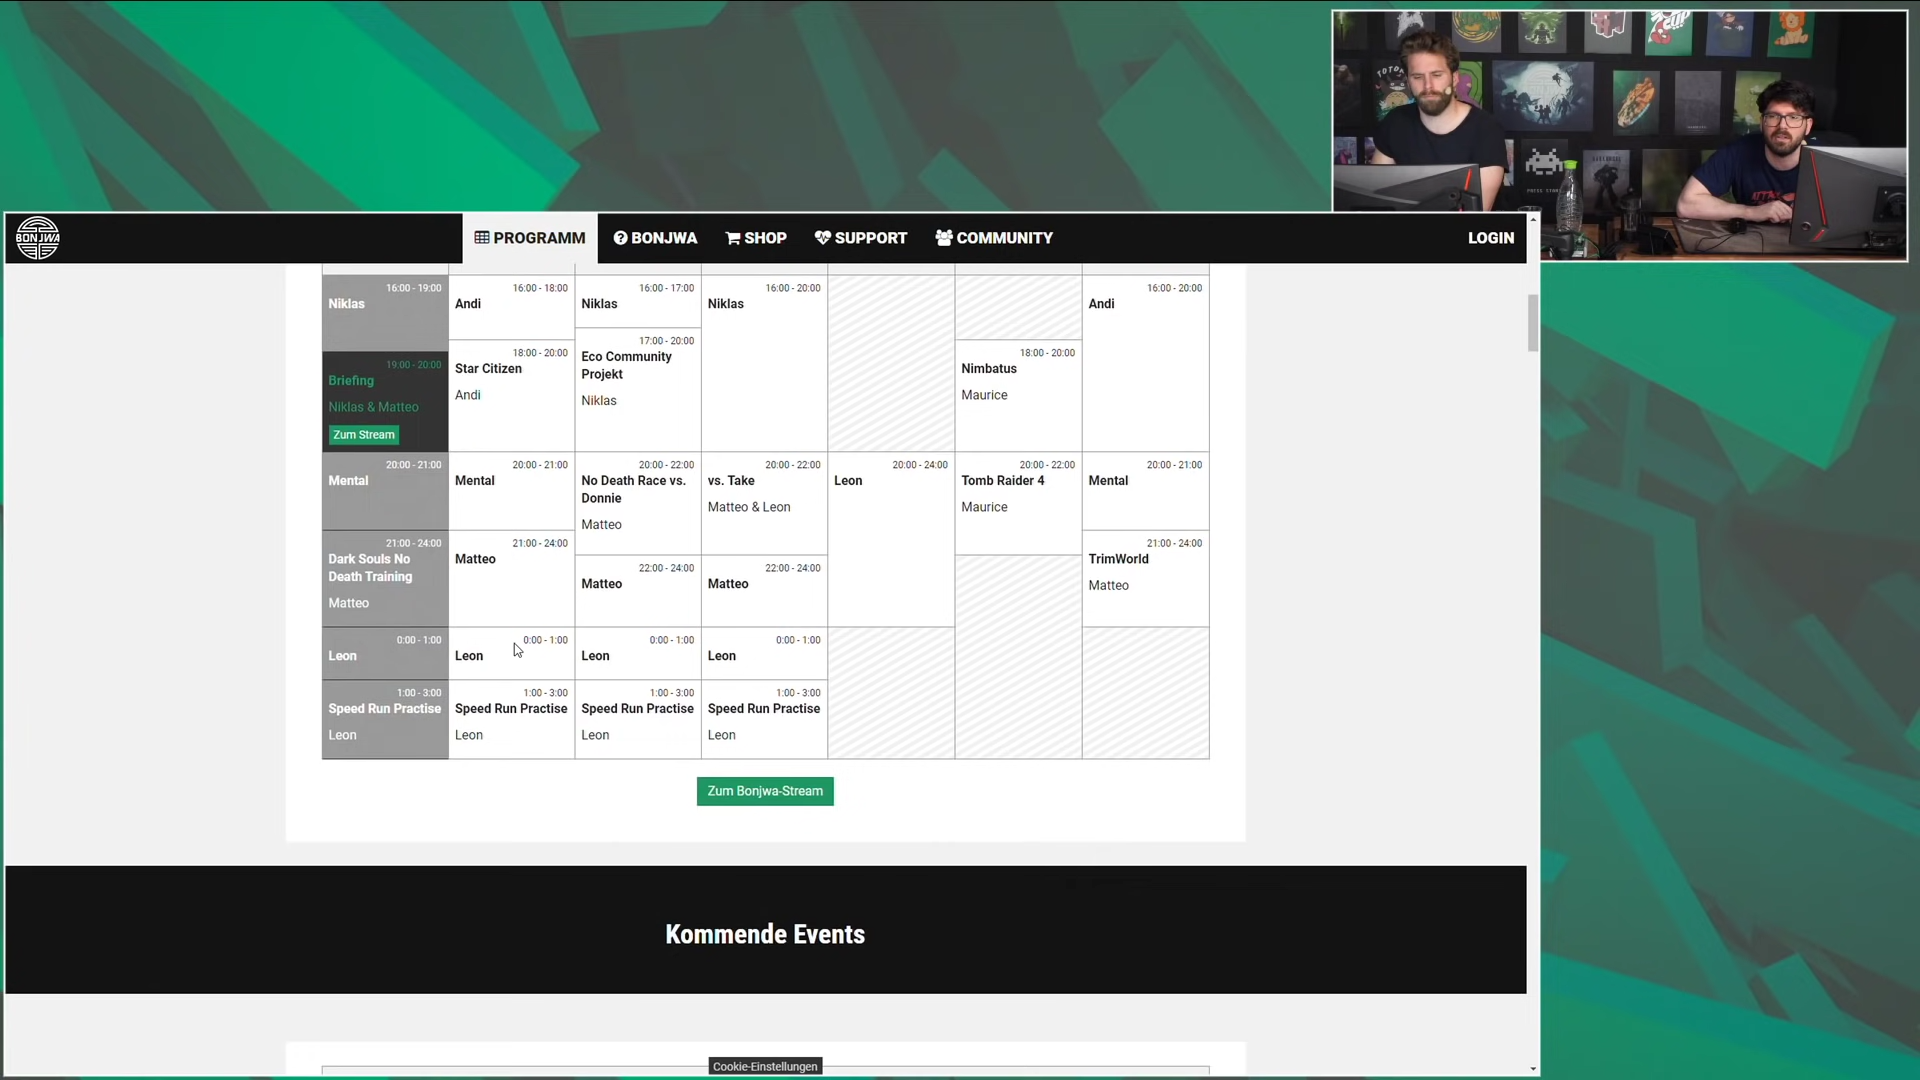 BONJWA
PROGRAMM
BONJWA
SHOP
SUPPORT
COMMUNITY
LOGIN
16:00 - 19:00
Niklas
19:00 - 20:00
Briefing
Niklas & Matteo
Zum Stream
20:00 - 21:00
Mental
21:00 - 24:00
Dark Souls No
Death Training
Matteo
0:00 - 1:00
Leon
1:00 - 3:00
Speed Run Practise
Leon
16:00 - 18:00
Andi
18:00 - 20:00
Star Citizen
Andi
20:00 - 21:00
Mental
21:00 - 24:00
Matteo
0:00 - 1:00
Leon
1:00 - 3:00
Speed Run Practise
Leon
16:00 - 17:00
Niklas
17:00 - 20:00
Eco Community
Projekt
Niklas
20:00 - 22:00
No Death Race vs.
Donnie
Matteo
22:00 - 24:00
Matteo
0:00 - 1:00
Leon
1:00 - 3:00
Speed Run Practise
Leon
16:00 - 20:00
Niklas
20:00 - 22:00
vs. Take
Matteo & Leon
22:00 - 24:00
Matteo
0:00 - 1:00
Leon
1:00 - 3:00
Speed Run Practise
Leon
20:00 - 24:00
Leon
18:00 - 20:00
Nimbatus
Maurice
20:00 - 22:00
Tomb Raider 4
Maurice
16:00 - 20:00
Andi
20:00 - 21:00
Mental
21:00 - 24:00
TrimWorld
Matteo
Zum Bonjwa-Stream
Kommende Events
Cookie-Einstellungen